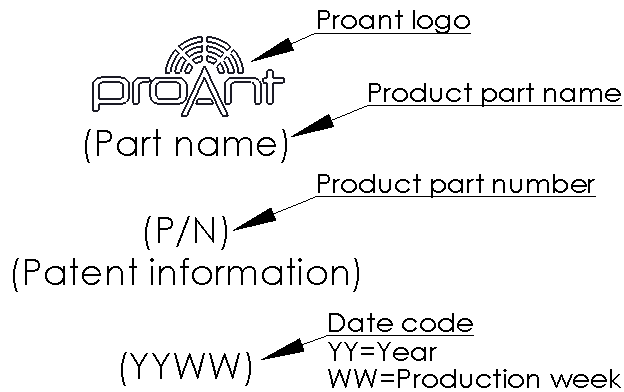 Proant logo
proAnt
Product part name
(Part name)
Product part number
(P/N)
(Patent information)
Date code
YY=Year
(YYWW)
WW=Production week